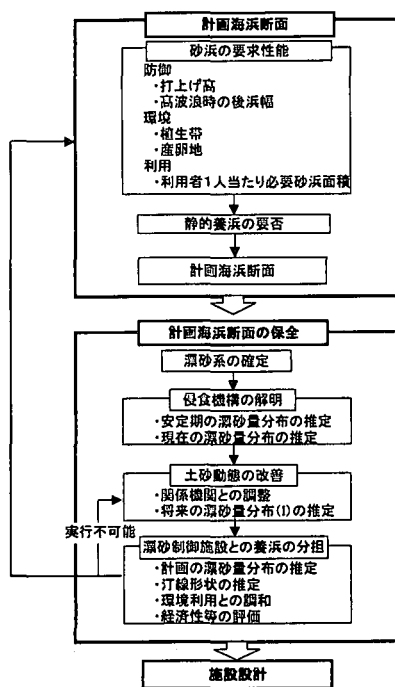 計画海浜断面
砂浜の要求性能
防御
・打上げ高
・高波浪時の後浜幅
環境
・植生帯
・産卵地
利用
・利用者1人当たり必要砂浜面積
静的養浜の要否
計画海浜断面
計画海浜断面の保全
漂砂系の確定
侵食機構の解明
・安定期の漂砂量分布の推定
・現在の漂砂量分布の推定
土砂動態の改善
・関係機関との調整
・将来の漂砂量分布(I)の推定
実行不可能
漂砂制御施設との養浜の分担
・計画の漂砂量分布の推定
・汀線形状の推定
・環境利用との調和
・経済性等の評価
施設設計